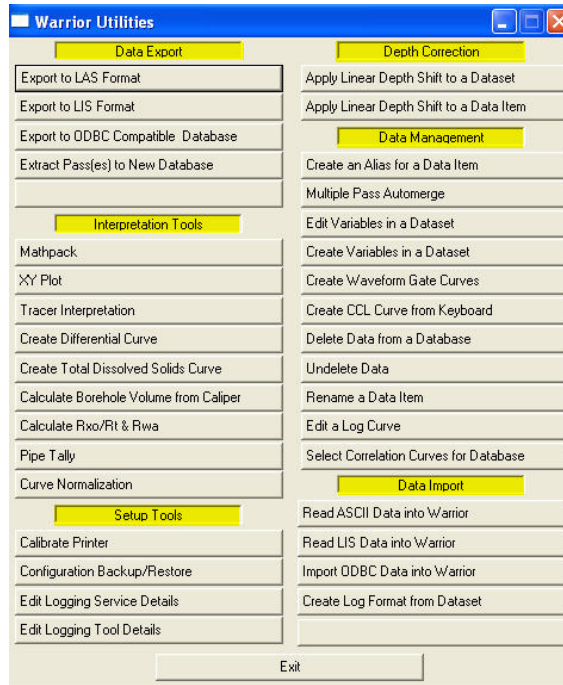 Warrior Utilities
Data Export
Export to LAS Format
Export to LIS Format
Export to ODBC Compatible Database
Extract Pass(es) to New Database
Interpretation Tools
Mathpack
XY Plot
Tracer Interpretation
Create Differential Curve
Create Total Dissolved Solids Curve
Calculate Borehole Volume from Caliper
Calculate Rxo/Rt & Rwa
Pipe Tally
Curve Normalization
Setup Tools
Calibrate Printer
Configuration Backup/Restore
Edit Logging Service Details
Edit Logging Tool Details
Depth Correction
Apply Linear Depth Shift to a Dataset
Apply Linear Depth Shift to a Data Item
Data Management
Create an Alias for a Data Item
Multiple Pass Automerge
Edit Variables in a Dataset
Create Variables in a Dataset
Create Waveform Gate Curves
Create CCL Curve from Keyboard
Delete Data from a Database
Undelete Data
Rename a Data Item
Edit a Log Curve
Select Correlation Curves for Database
Data Import
Read ASCII Data into Warrior
Read LIS Data into Warrior
Import ODBC Data into Warrior
Create Log Format from Dataset
Exit